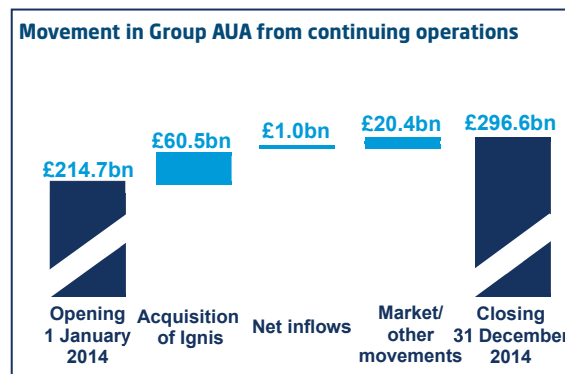 Movement in Group AUA from continuing operations
£214.7bn
£60.5bn
£1.0bn
£20.4bn
£296.6bn
Opening
1 January
2014
Acquisition
of Ignis
Net inflows
Market/
other
movements
Closing
31 December
2014